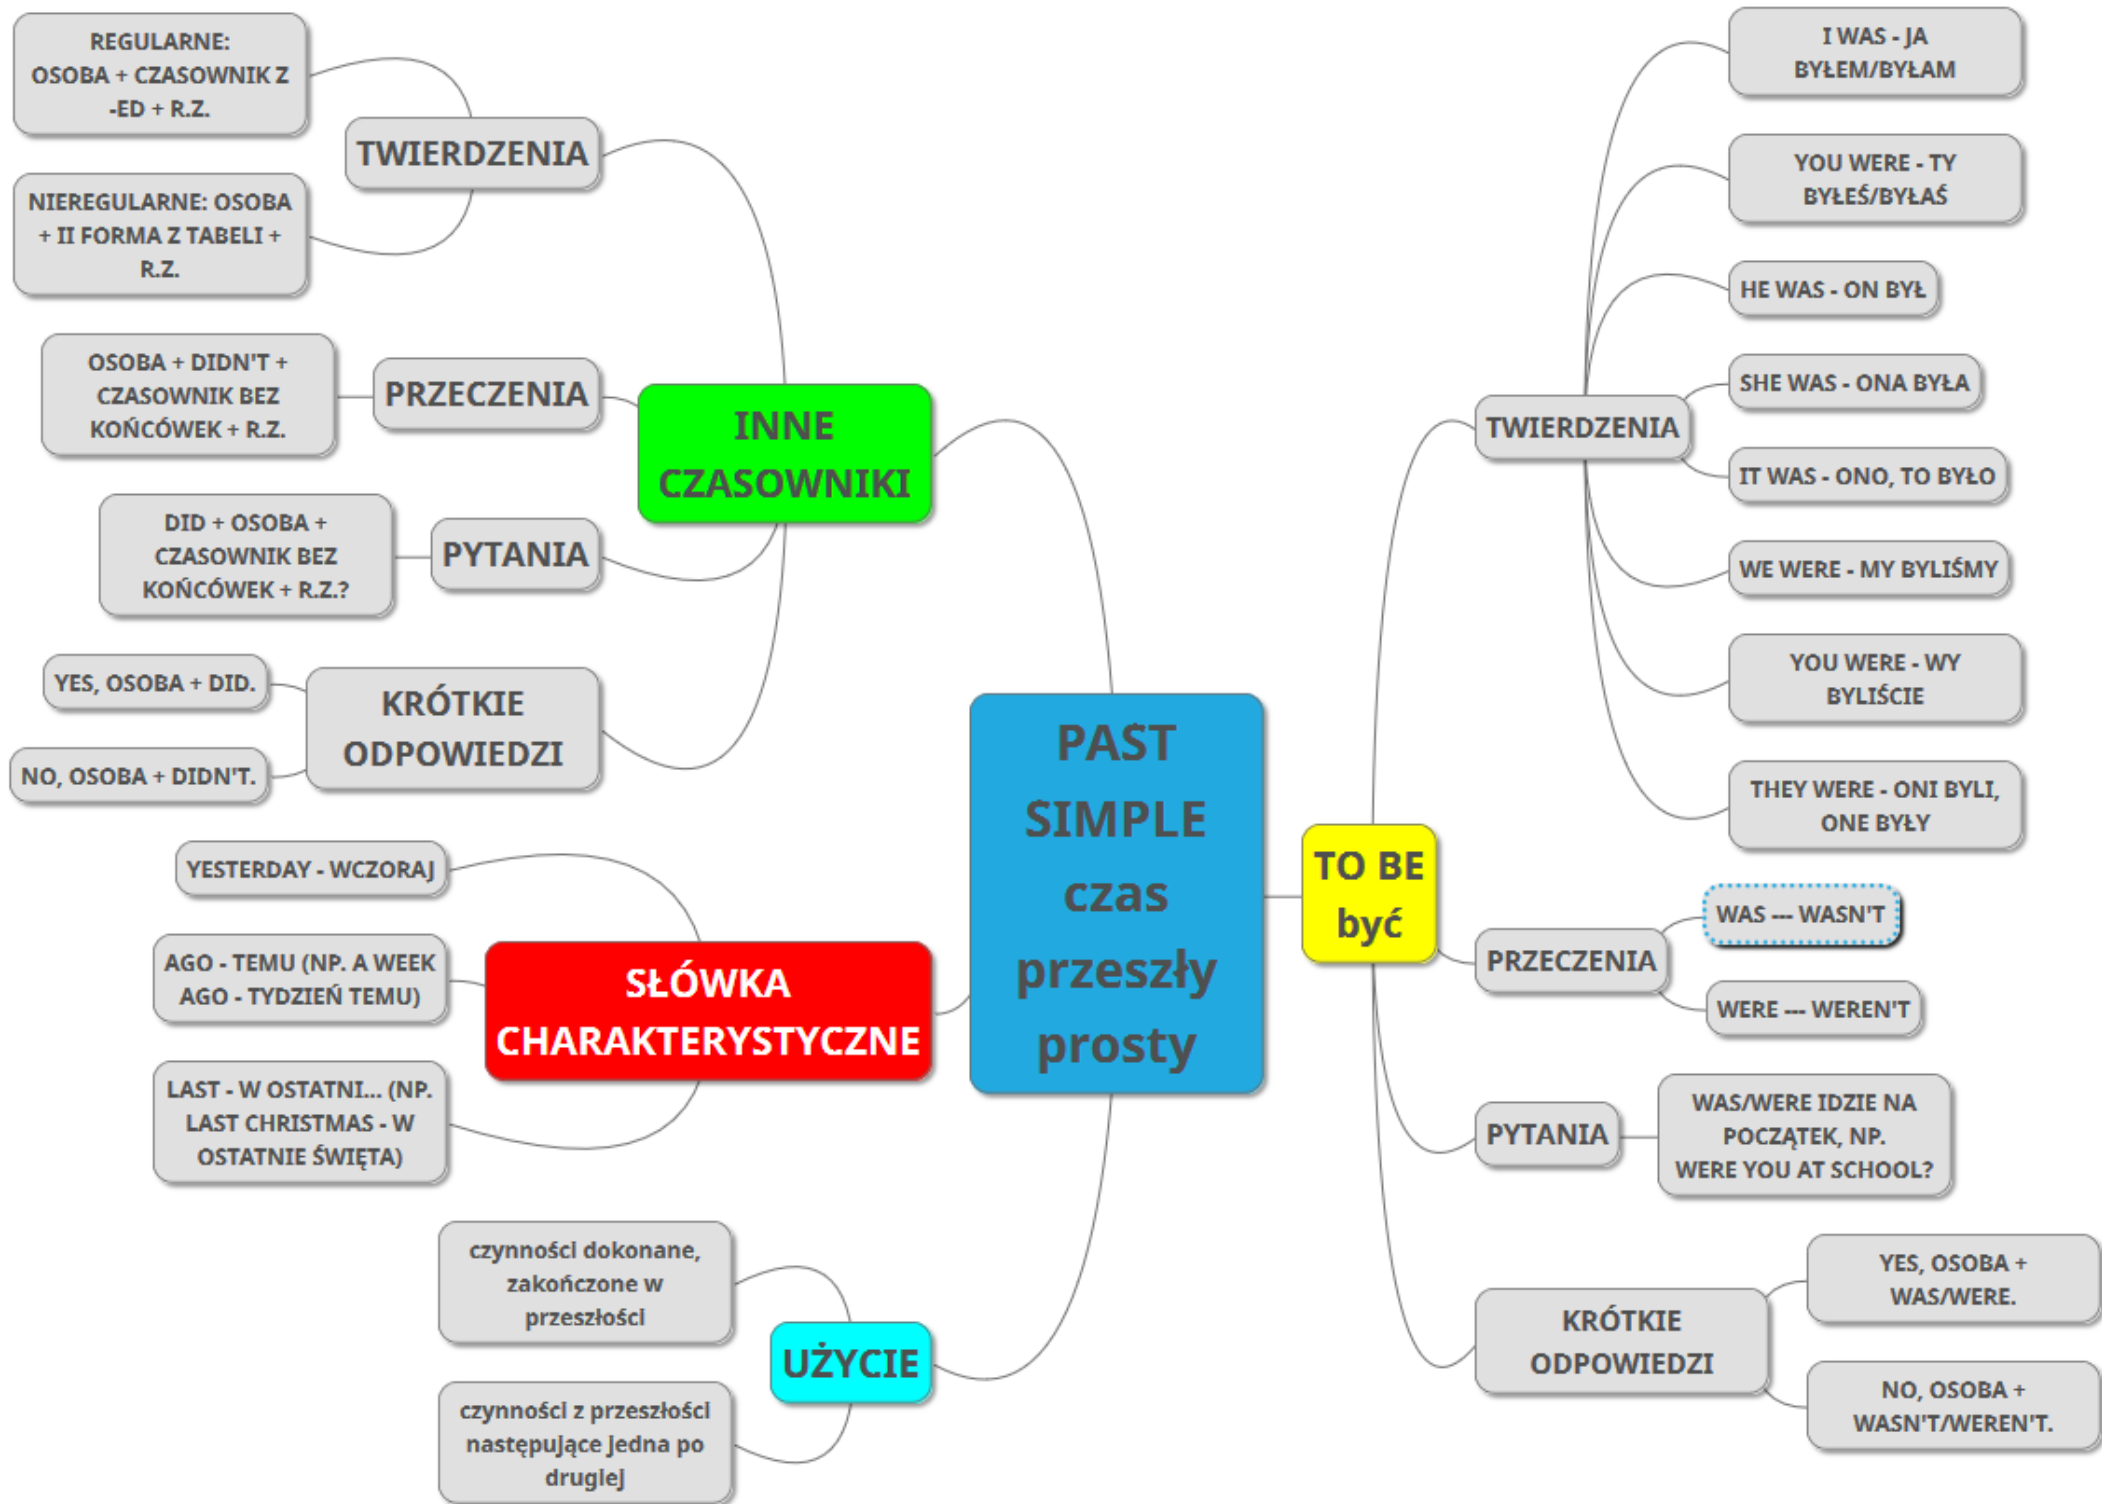 PAST
SIMPLE
czas
przeszły
prosty
TO BE
być
TWIERDZENIA
I WAS - JA
BYŁEM/BYŁAM
YOU WERE - TY
BYŁEŚ/BYŁAŚ
HE WAS - ON BYŁ
SHE WAS - ONA BYŁA
IT WAS - ONO, TO BYŁO
WE WERE - MY BYLIŚMY
YOU WERE - WY
BYLIŚCIE
THEY WERE - ONI BYLI,
ONE BYŁY
PRZECZENIA
WAS --- WASN'T
WERE --- WEREN'T
PYTANIA
WAS/WERE IDZIE NA
POCZĄTEK, NP.
WERE YOU AT SCHOOL?
KRÓTKIE
ODPOWIEDZI
YES, OSOBA +
WAS/WERE.
NO, OSOBA +
WASN'T/WEREN'T.
INNE
CZASOWNIKI
TWIERDZENIA
REGULARNE:
OSOBA + CZASOWNIK Z
-ED + R.Z.
NIEREGULARNE: OSOBA
+ II FORMA Z TABELI +
R.Z.
PRZECZENIA
OSOBA + DIDN'T +
CZASOWNIK BEZ
KOŃCÓWEK + R.Z.
PYTANIA
DID + OSOBA +
CZASOWNIK BEZ
KOŃCÓWEK + R.Z.?
KRÓTKIE
ODPOWIEDZI
YES, OSOBA + DID.
NO, OSOBA + DIDN'T.
SŁÓWKA
CHARAKTERYSTYCZNE
YESTERDAY - WCZORAJ
AGO - TEMU (NP. A WEEK
AGO - TYDZIEŃ TEMU)
LAST - W OSTATNI... (NP.
LAST CHRISTMAS - W
OSTATNIE ŚWIĘTA)
UŻYCIE
czynności dokonane,
zakończone w
przeszłości
czynności z przeszłości
następujące jedna po
drugiej